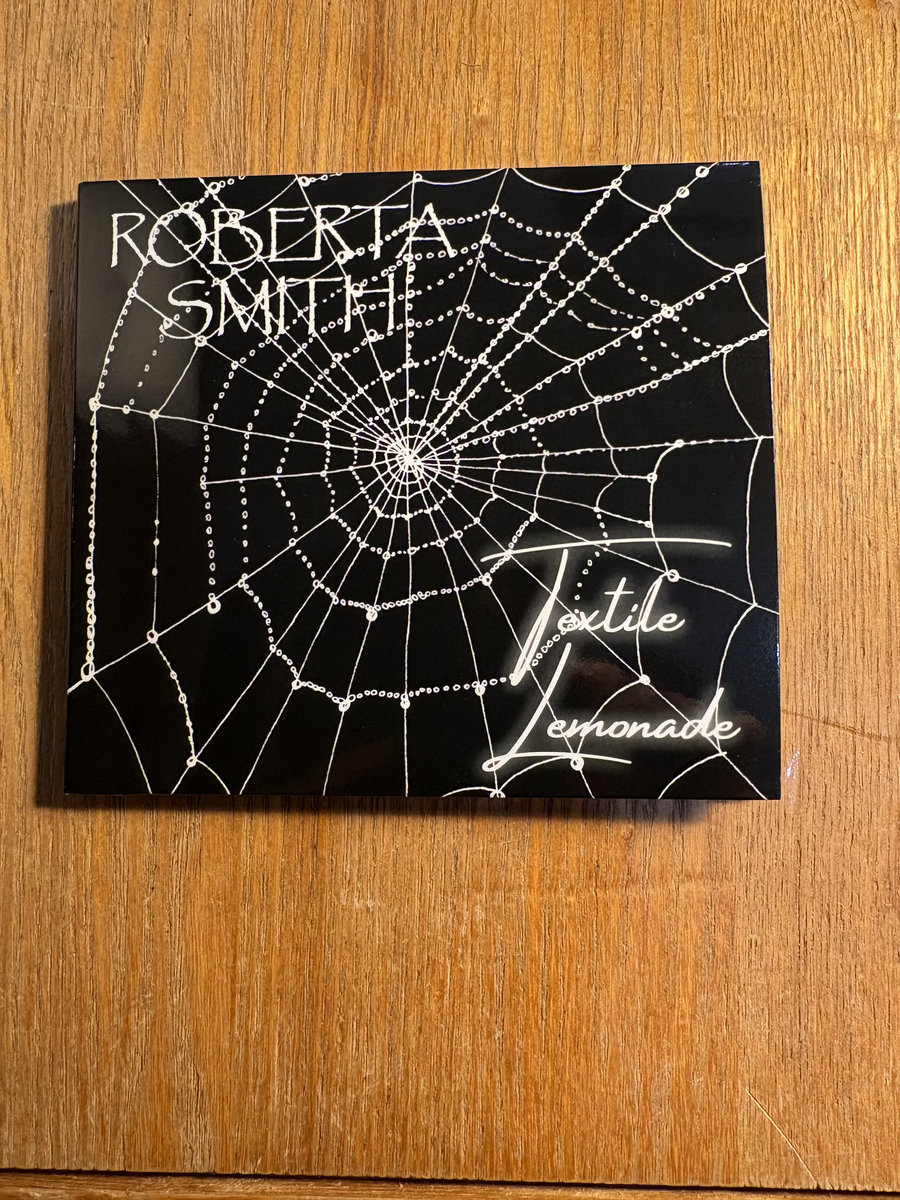 ROBERTA
SMITH
Textile
Lemonade